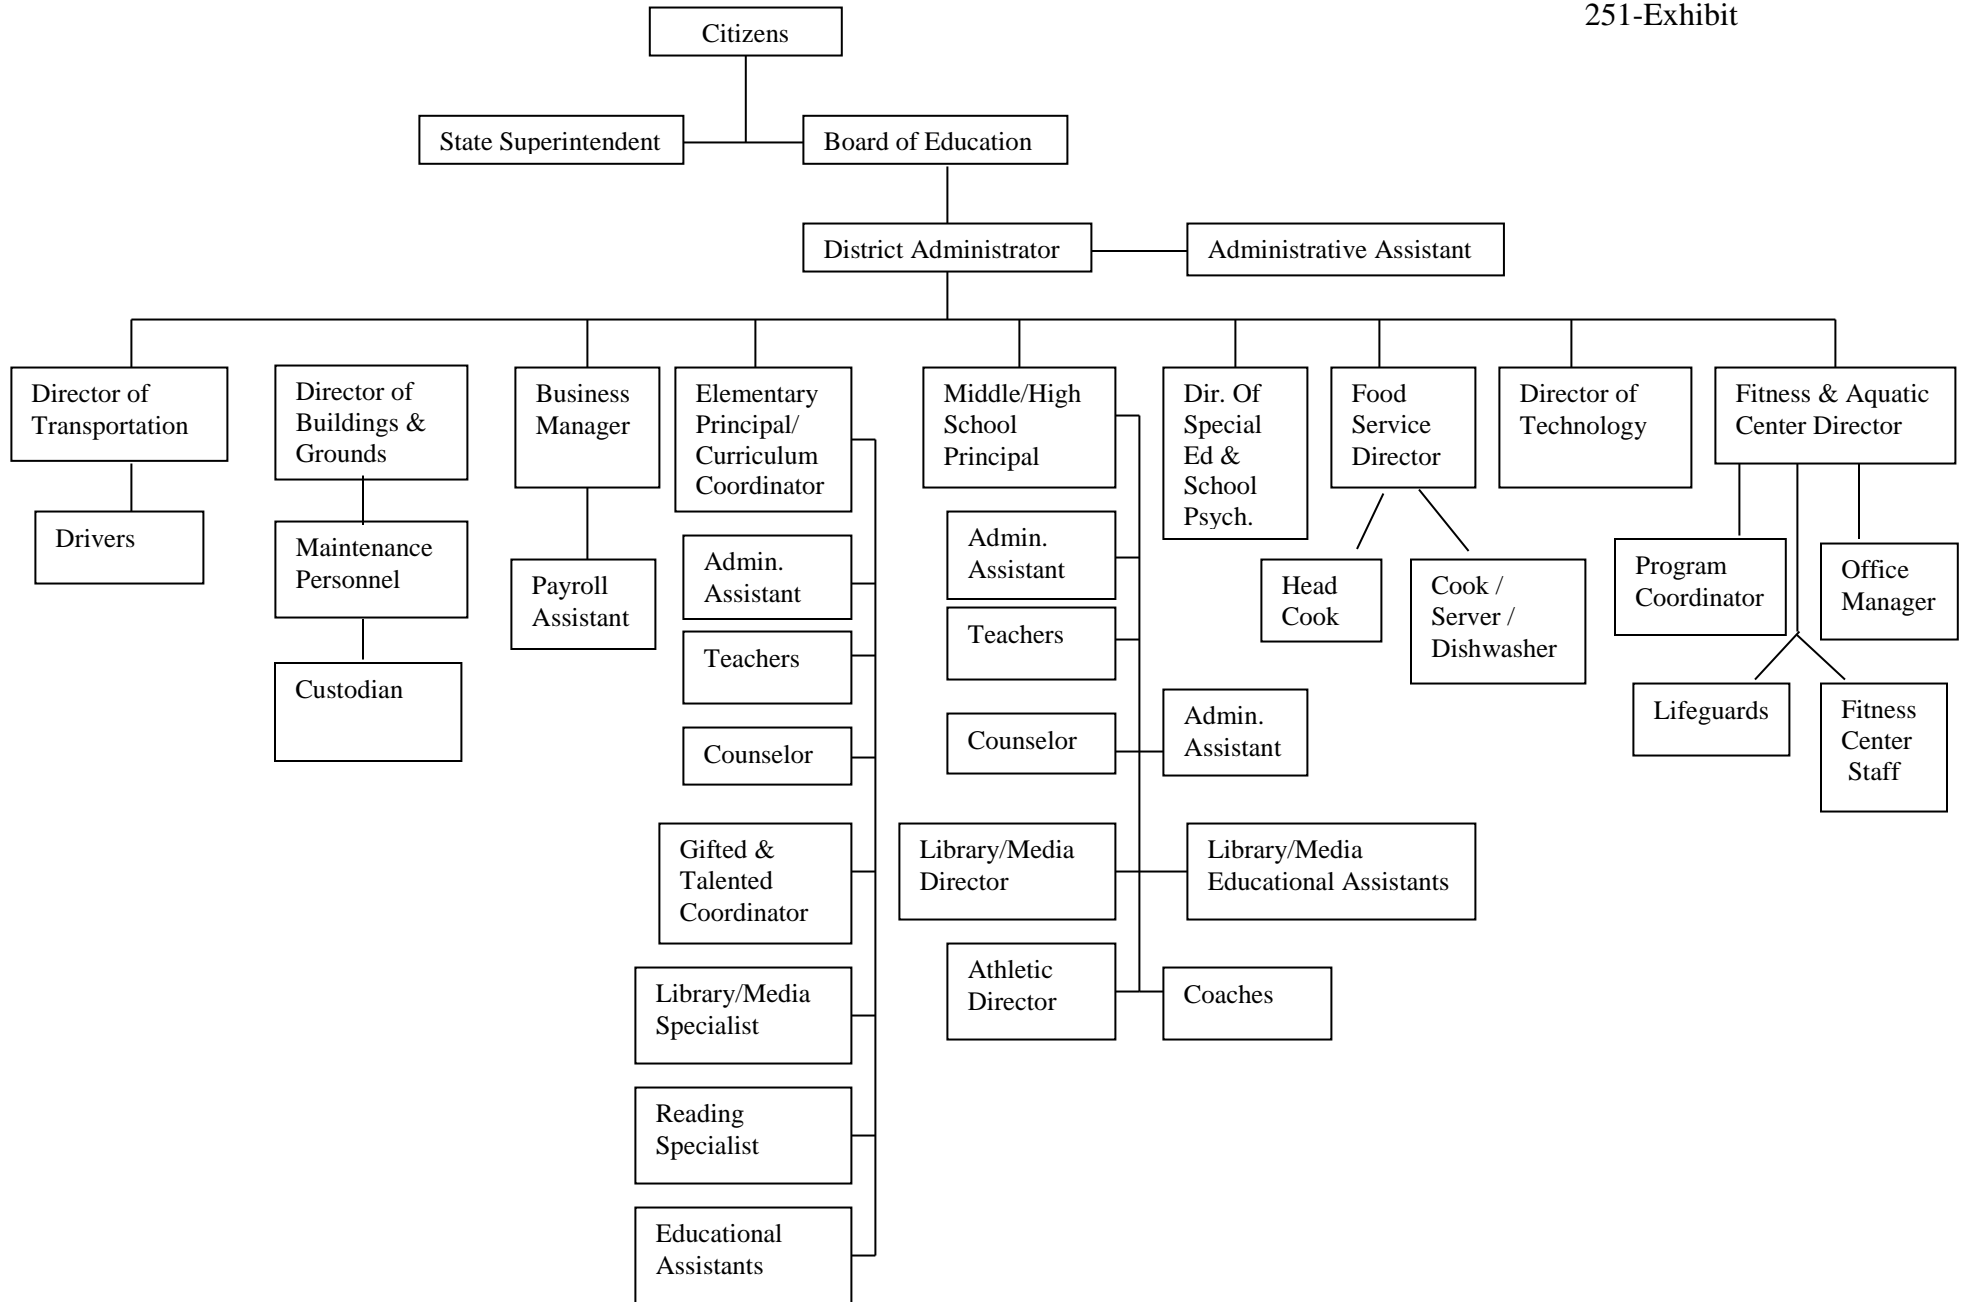 251-Exhibit
Citizens
State Superintendent
Board of Education
District Administrator
Administrative Assistant
Director of
Transportation
Director of
Buildings &
Grounds
Business
Manager
Elementary
Principal/
Curriculum
Coordinator
Middle/High
School
Principal
Dir. Of
Special
Ed &
School
Psych.
Food
Service
Director
Director of
Technology
Fitness & Aquatic
Center Director
Drivers
Maintenance
Personnel
Custodian
Payroll
Assistant
Admin.
Assistant
Teachers
Counselor
Gifted &
Talented
Coordinator
Library/Media
Specialist
Reading
Specialist
Educational
Assistants
Admin.
Assistant
Teachers
Counselor
Admin.
Assistant
Library/Media
Director
Library/Media
Educational Assistants
Athletic
Director
Coaches
Head
Cook
Cook /
Server /
Dishwasher
Program
Coordinator
Office
Manager
Lifeguards
Fitness
Center
Staff